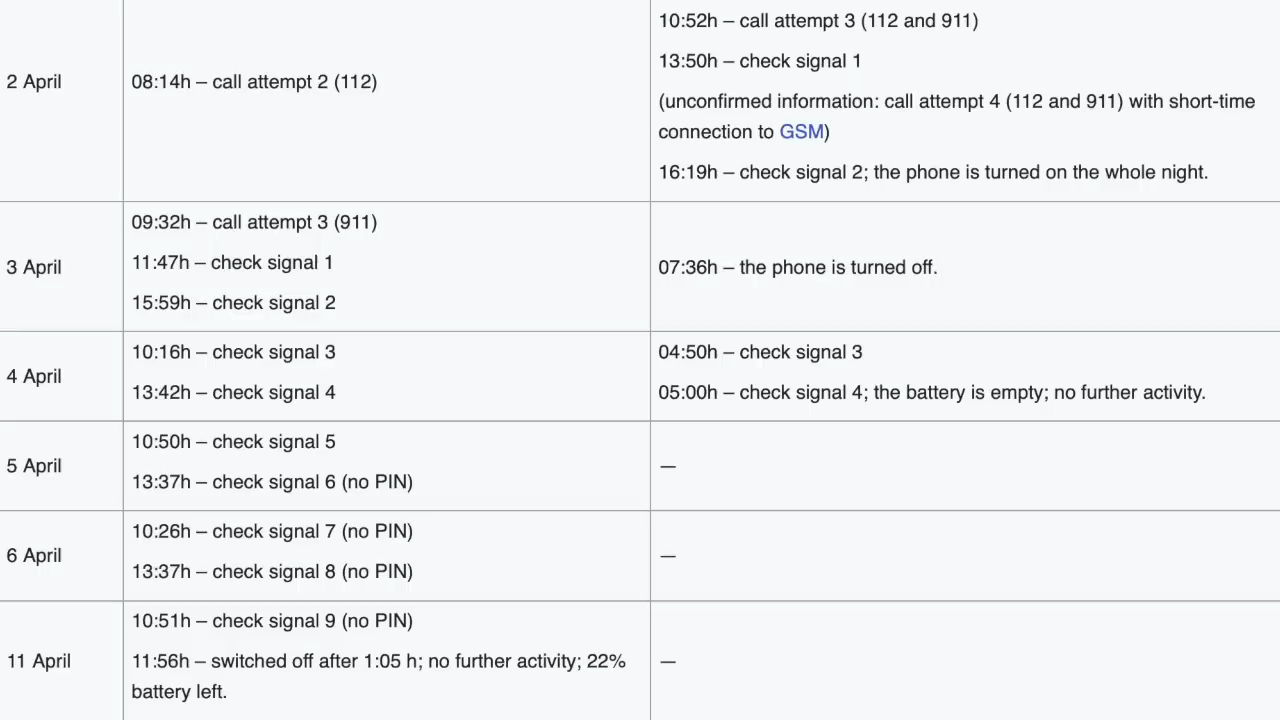 2 April
08:14h – call attempt 2 (112)
10:52h – call attempt 3 (112 and 911)
13:50h – check signal 1
(unconfirmed information: call attempt 4 (112 and 911) with short-time
connection to GSM)
16:19h – check signal 2; the phone is turned on the whole night.
3 April
09:32h – call attempt 3 (911)
11:47h – check signal 1
15:59h – check signal 2
07:36h – the phone is turned off.
4 April
10:16h – check signal 3
13:42h – check signal 4
04:50h – check signal 3
05:00h – check signal 4; the battery is empty; no further activity.
5 April
10:50h – check signal 5
13:37h – check signal 6 (no PIN)
—
6 April
10:26h – check signal 7 (no PIN)
13:37h – check signal 8 (no PIN)
—
11 April
10:51h – check signal 9 (no PIN)
11:56h – switched off after 1:05 h; no further activity; 22%
battery left.
—